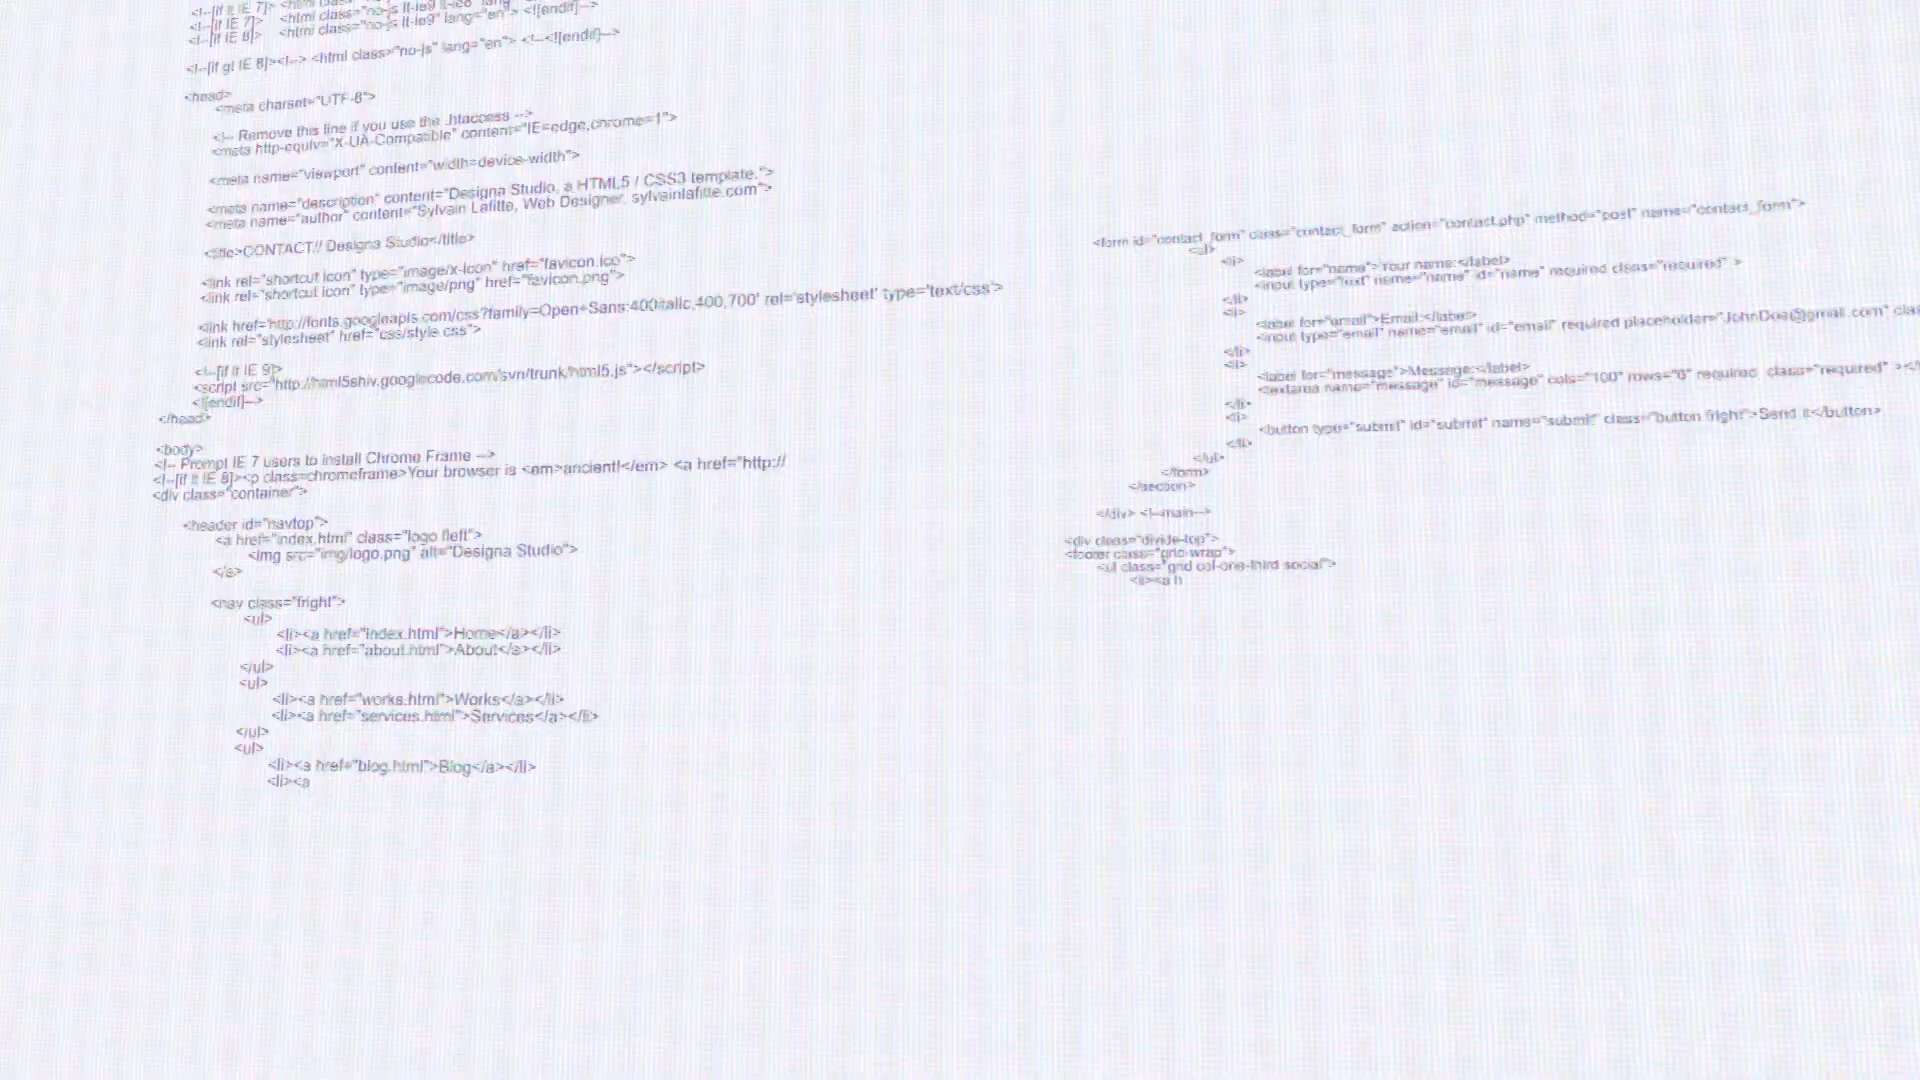 <!--[if lt IE 7]> <html class="no-js lt-ie9 lt-ie8
<!--[if IE 7]> <html class="no-js lt-ie9 lt-ie8" lang="en"> <![endif]-->
<!--[if IE 8]> <html class="no-js lt-ie9" lang="en"> <![endif]-->
<!--[if gt IE 8]><!--> <html class="no-js" lang="en"> <!--<![endif]-->
<head>
<meta charset="UTF-8">
<!-- Remove this line if you use the .htaccess -->
<meta http-equiv="X-UA-Compatible" content="IE=edge,chrome=1">
<meta name="viewport" content="width=device-width">
<meta name="description" content="Designa Studio, a HTML5 / CSS3 template.">
<meta name="author" content="Sylvain Lafitte, Web Designer, sylvainlafitte.com">
<title>CONTACT// Designa Studio</title>
<link rel="shortcut icon" type="image/x-icon" href="favicon.ico">
<link rel="shortcut icon" type="image/png" href="favicon.png">
<link href='http://fonts.googleapis.com/css?family=Open+Sans:400italic,400,700' rel='stylesheet' type='text/css'>
<link rel="stylesheet" href="css/style.css">
<!--[if lt IE 9]>
<script src="http://html5shiv.googlecode.com/svn/trunk/html5.js"></script>
<![endif]-->
</head>
<body>
<!-- Prompt IE 7 users to install Chrome Frame -->
<!--[if lt IE 8]><p class=chromeframe>Your browser is <em>ancient!</em> <a href="http://
<div class="container">
<header id="navtop">
<a href="index.html" class="logo fleft">
<img src="img/logo.png" alt="Designa Studio">
</a>
<nav class="fright">
<ul>
<li><a href="index.html">Home</a></li>
<li><a href="about.html">About</a></li>
</ul>
<ul>
<li><a href="works.html">Works</a></li>
<li><a href="services.html">Services</a></li>
</ul>
<ul>
<li><a href="blog.html">Blog</a></li>
<li><a
<form id="contact_form" class="contact_form" action="contact.php" method="post" name="contact_form">
<ul>
<li>
<label for="name">Your name:</label>
<input type="text" name="name" id="name" required class="required" >
</li>
<li>
<label for="email">Email:</label>
<input type="email" name="email" id="email" required placeholder="JohnDoe@gmail.com" clas
</li>
<li>
<label for="message">Message:</label>
<textarea name="message" id="message" cols="100" rows="6" required class="required" ></
</li>
<li>
<button type="submit" id="submit" name="submit" class="button fright">Send it</button>
</li>
</ul>
</form>
</section>
</div> <!--main-->
<div class="divide-top">
<footer class="grid-wrap">
<ul class="grid col-one-third social">
<li><a h